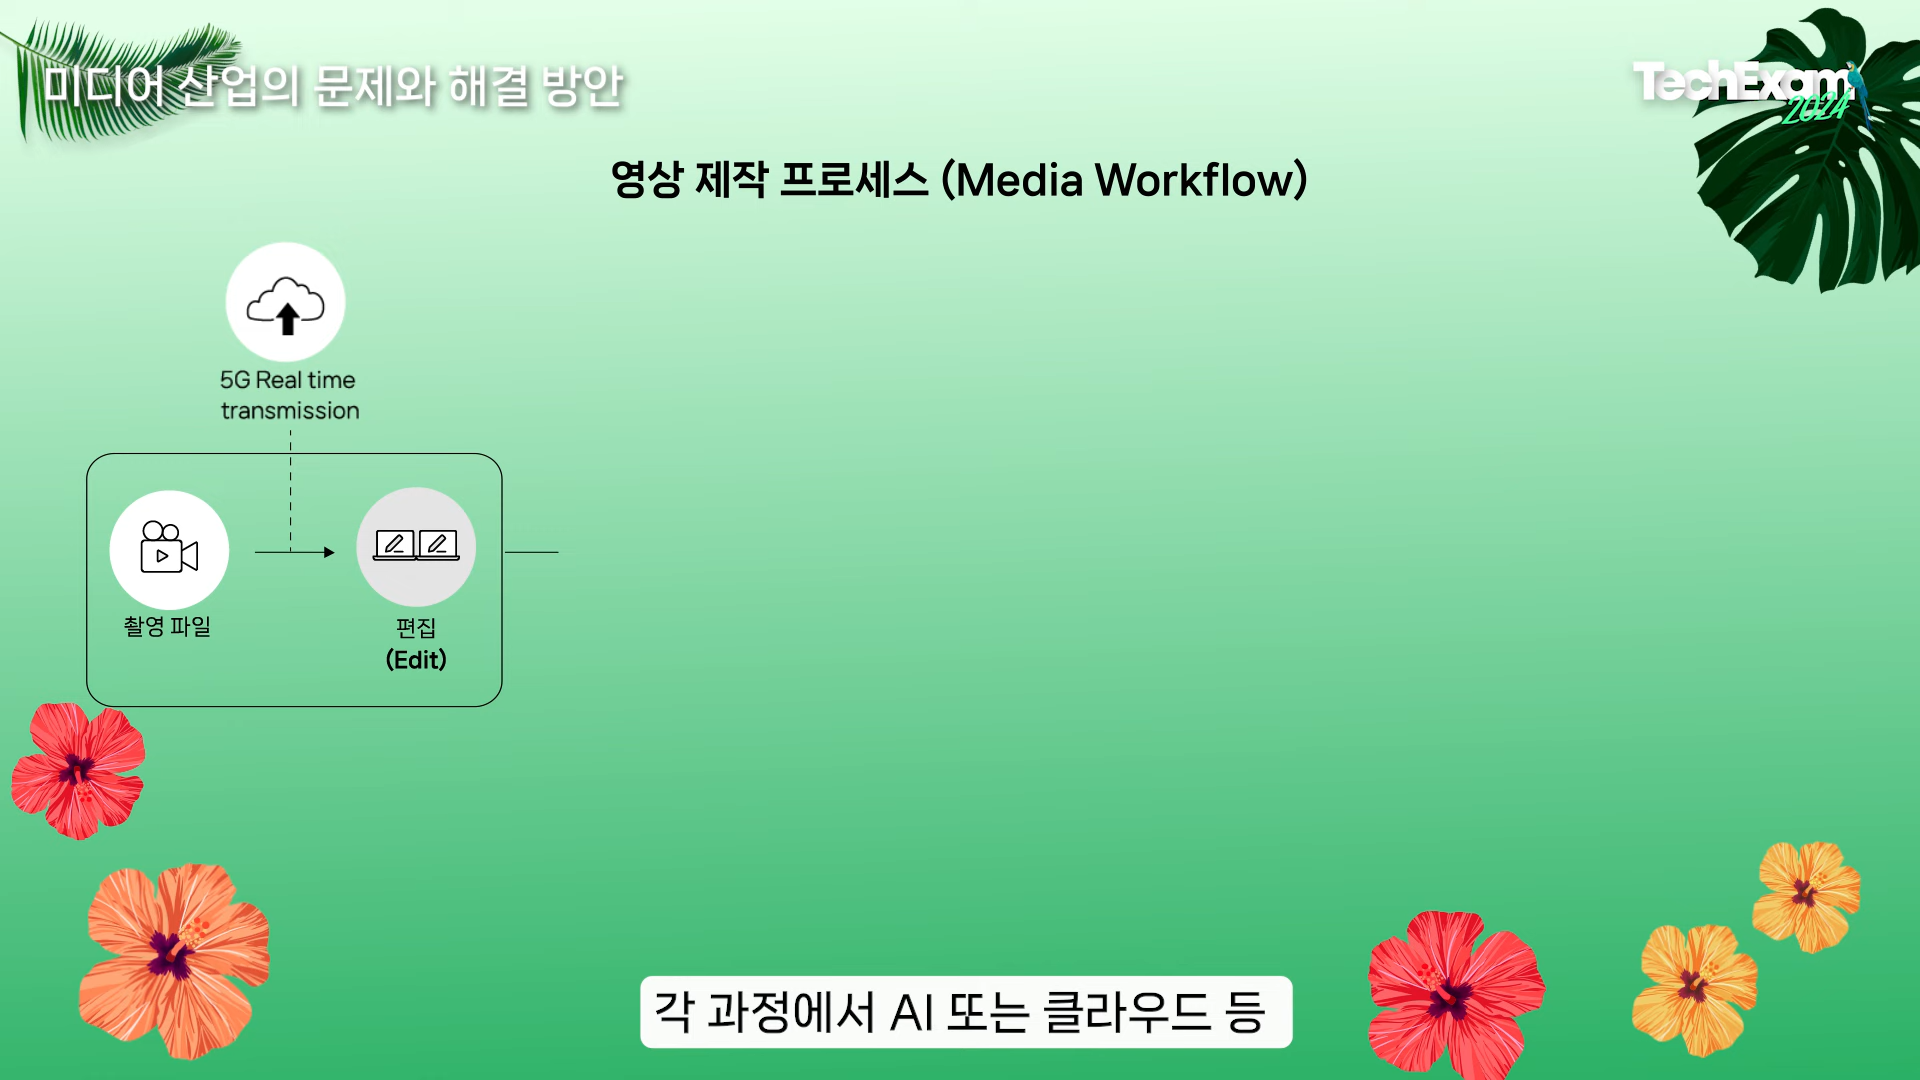 미디어 산업의 문제와 해결 방안
TechExam
2024
영상 제작 프로세스 (Media Workflow)
5G Real time
transmission
촬영 파일
편집
(Edit)
각 과정에서 AI 또는 클라우드 등